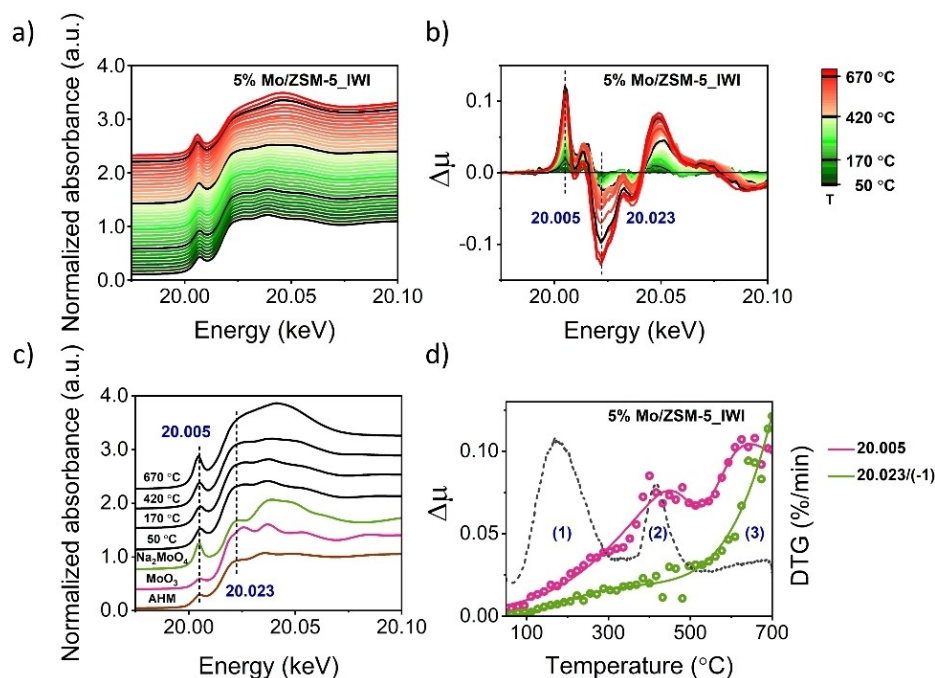 a)
5% Mo/ZSM-5_IWI
Normalized absorbance (a.u.)
4.0
3.0
2.0
1.0
0.0
20.00
20.05
20.10
Energy (keV)
b)
5% Mo/ZSM-5_IWI
Δμ
0.1
0.0
-0.1
20.005
20.023
20.00
20.05
20.10
Energy (keV)
670 °C
420 °C
170 °C
50 °C
T
c)
Normalized absorbance (a.u.)
4.0
3.0
2.0
1.0
0.0
20.005
670 °C
420 °C
170 °C
50 °C
Na₂MoO₄
MoO₃
AHM
20.023
20.00
20.05
20.10
Energy (keV)
d)
5% Mo/ZSM-5_IWI
Δμ
0.10
0.05
0.00
(1)
(2)
(3)
DTG (%/min)
100
300
500
700
Temperature (°C)
20.005
20.023/(-1)